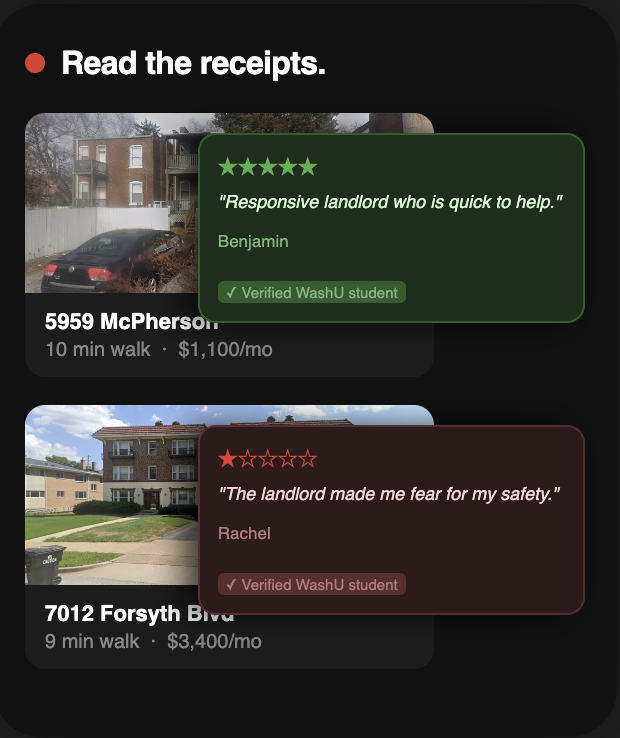 Read the receipts.
★★★★★
"Responsive landlord who is quick to help."
Benjamin
✓ Verified WashU student
5959 McPherson
10 min walk · $1,100/mo
★☆☆☆☆
"The landlord made me fear for my safety."
Rachel
✓ Verified WashU student
7012 Forsyth Blvd
9 min walk · $3,400/mo